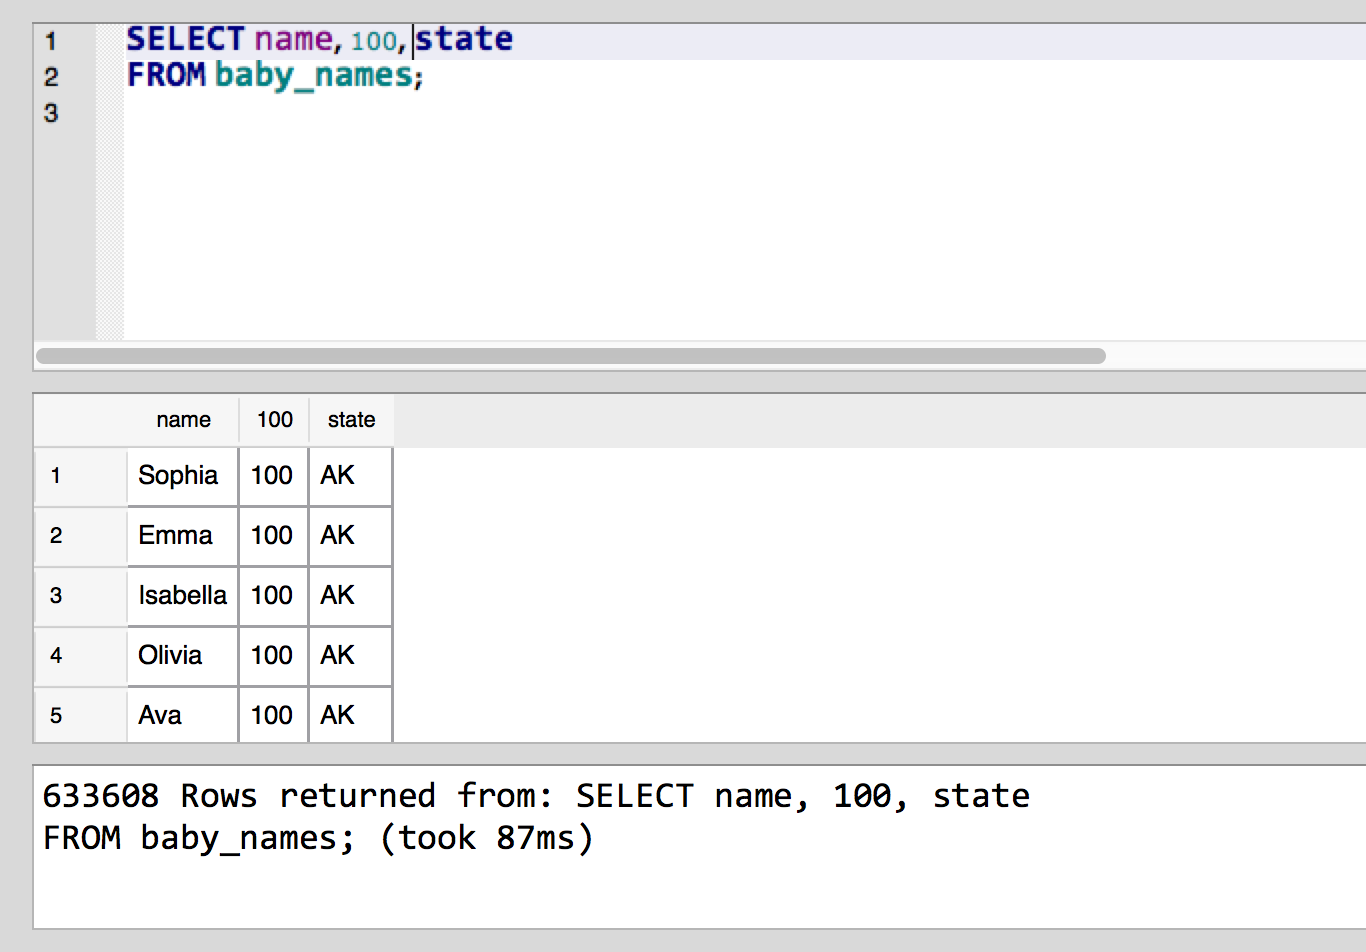 1 SELECT name, 100, state
2 FROM baby_names;
3
name 100 state
1 Sophia 100 AK
2 Emma 100 AK
3 Isabella 100 AK
4 Olivia 100 AK
5 Ava 100 AK
633608 Rows returned from: SELECT name, 100, state
FROM baby_names; (took 87ms)